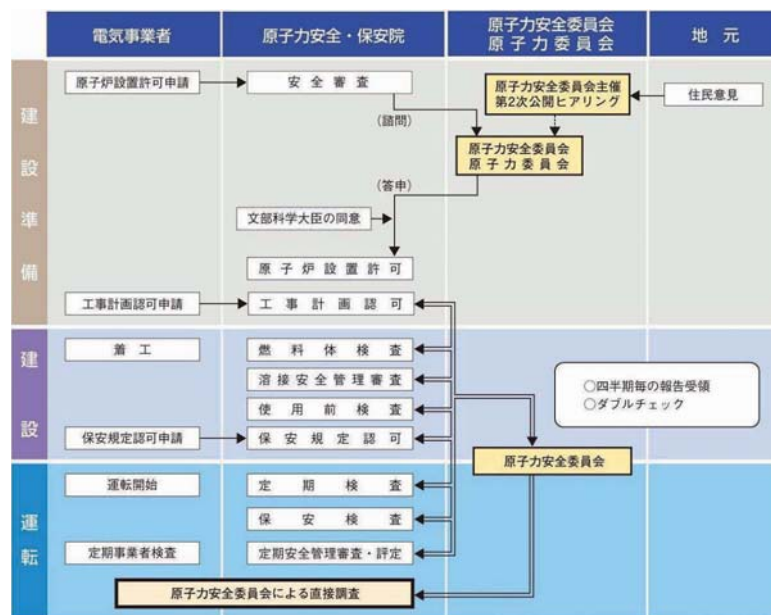 電気事業者
原子力安全・保安院
原子力安全委員会
原子力委員会
地元
建設準備
原子炉設置許可申請
安全審査
原子力安全委員会主催
第2次公開ヒアリング
住民意見
(諮問)
原子力安全委員会
原子力委員会
(答申)
文部科学大臣の同意
原子炉設置許可
工事計画認可申請
工事計画認可
建設
着工
燃料体検査
溶接安全管理審査
使用前検査
保安規定認可申請
保安規定認可
○四半期毎の報告受領
○ダブルチェック
原子力安全委員会
運転
運転開始
定期検査
保安検査
定期事業者検査
定期安全管理審査・評定
原子力安全委員会による直接調査